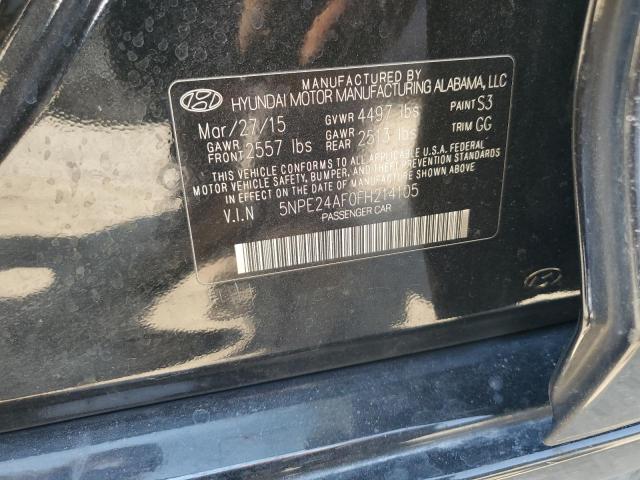 MANUFACTURED BY
HYUNDAI MOTOR MANUFACTURING ALABAMA, LLC
Mar/27/15 GVWR 4497 lbs PAINT S3
GAWR FRONT 2557 lbs GAWR REAR 2513 lbs TRIM GG
THIS VEHICLE CONFORMS TO ALL APPLICABLE U.S.A. FEDERAL
MOTOR VEHICLE SAFETY, BUMPER, AND THEFT PREVENTION STANDARDS
IN EFFECT ON THE DATE OF MANUFACTURE SHOWN ABOVE.
V.I.N 5NPE24AF0FH214105
PASSENGER CAR